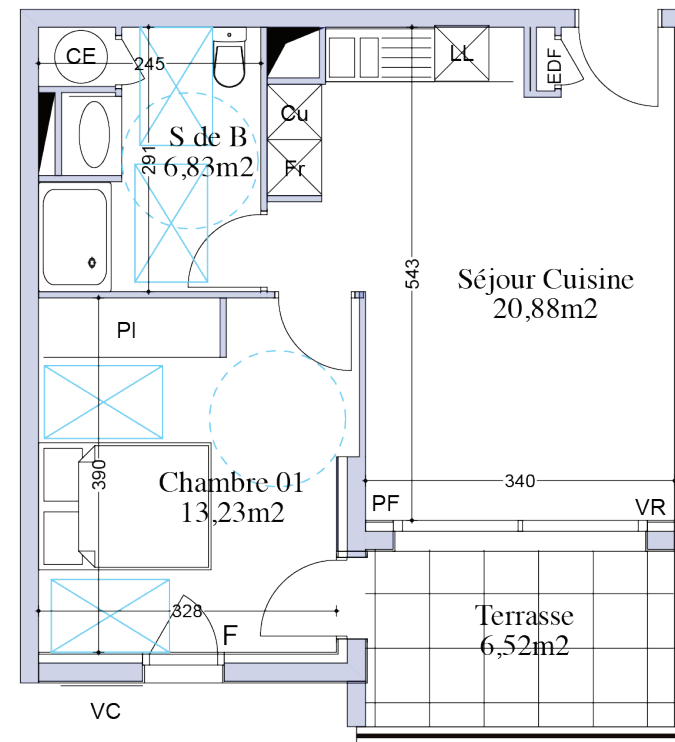 CE
245
LL
EDF
Cu
S de B
6,83m2
291
Fr
543
Séjour Cuisine
20,88m2
Pl
390
Chambre 01
13,23m2
340
PF
VR
328
F
Terrasse
6,52m2
VC